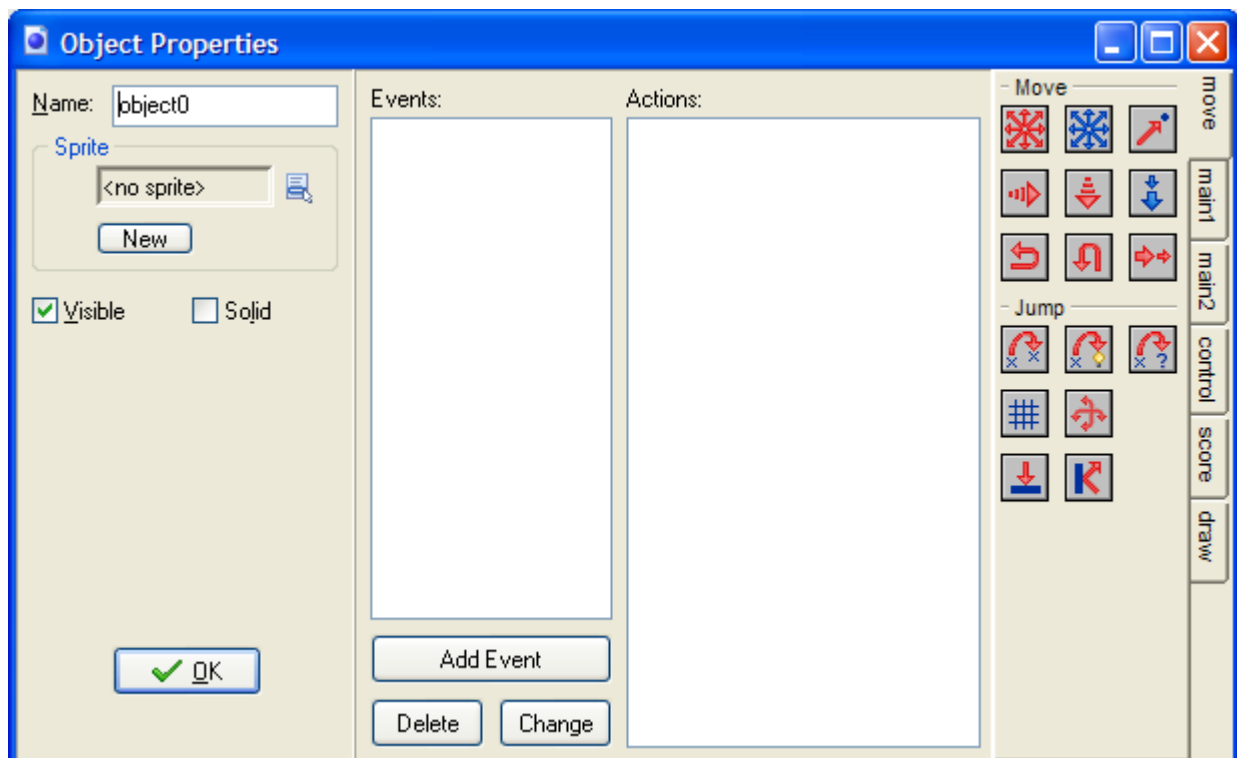 Object Properties
Name: object0
Sprite
<no sprite>
New
Visible
Solid
OK
Events:
Add Event
Delete
Change
Actions:
Move
Jump
move
main1
main2
control
score
draw